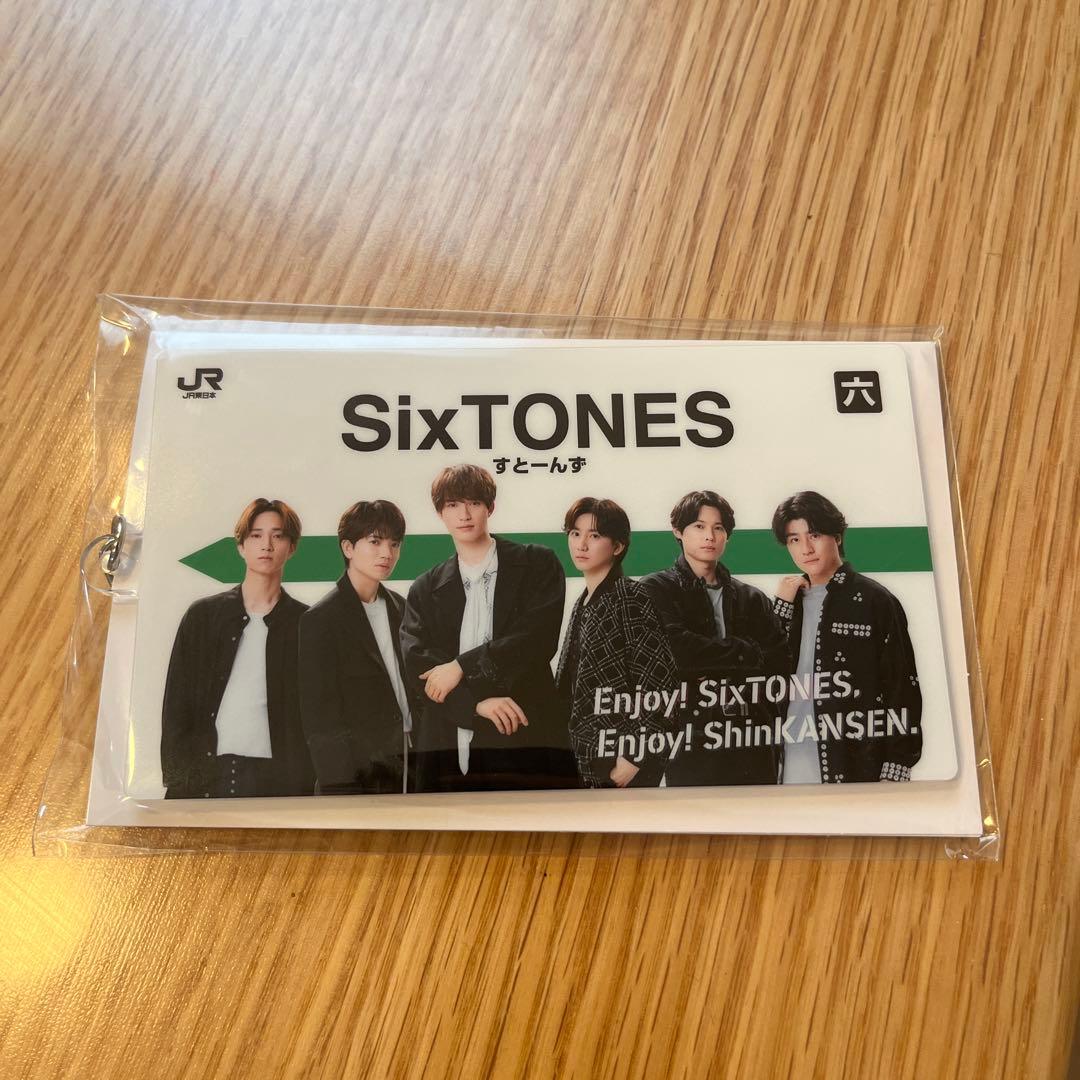 JR
JR東日本
六
SixTONES
すとーんず
Enjoy! SixTONES.
Enjoy! ShinKANSEN.